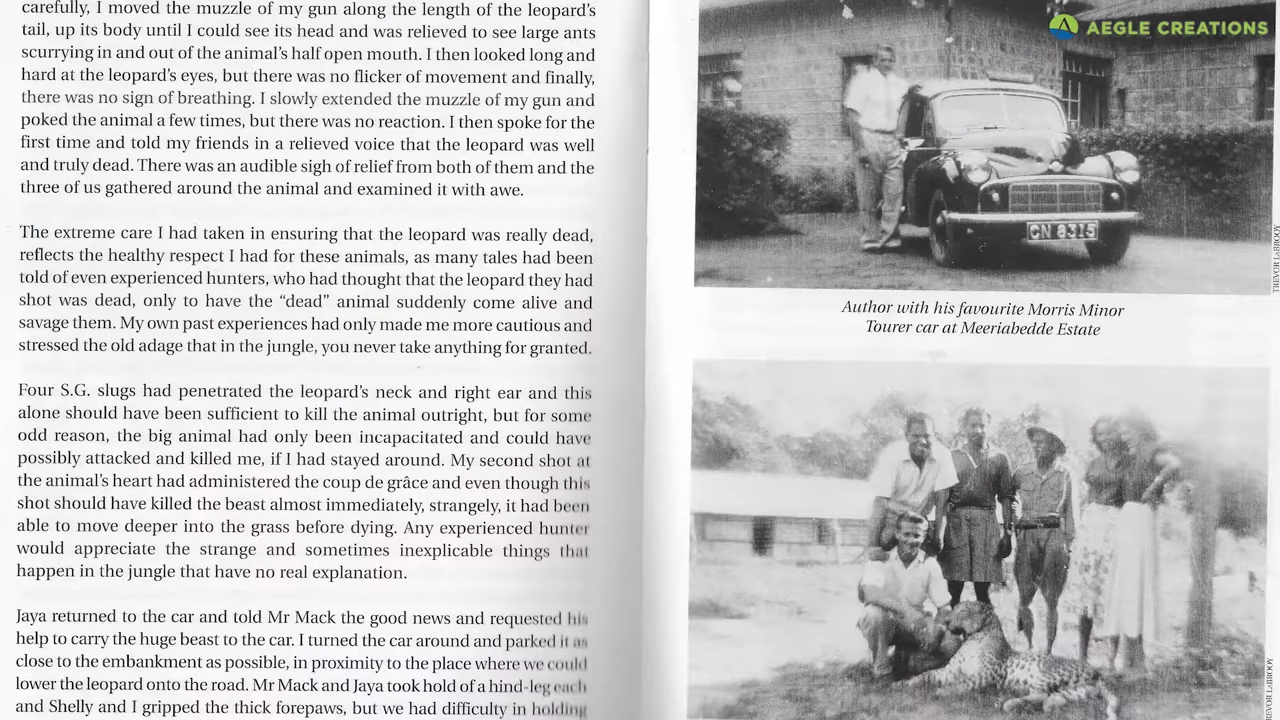 carefully, I moved the muzzle of my gun along the length of the leopard's
tail, up its body until I could see its head and was relieved to see large ants
scurrying in and out of the animal's half open mouth. I then looked long and
hard at the leopard's eyes, but there was no flicker of movement and finally,
there was no sign of breathing. I slowly extended the muzzle of my gun and
poked the animal a few times, but there was no reaction. I then spoke for the
first time and told my friends in a relieved voice that the leopard was well
and truly dead. There was an audible sigh of relief from both of them and the
three of us gathered around the animal and examined it with awe.
The extreme care I had taken in ensuring that the leopard was really dead,
reflects the healthy respect I had for these animals, as many tales had been
told of even experienced hunters, who had thought that the leopard they had
shot was dead, only to have the “dead” animal suddenly come alive and
savage them. My own past experiences had only made me more cautious and
stressed the old adage that in the jungle, you never take anything for granted.
Four S.G. slugs had penetrated the leopard's neck and right ear and this
alone should have been sufficient to kill the animal outright, but for some
odd reason, the big animal had only been incapacitated and could have
possibly attacked and killed me, if I had stayed around. My second shot at
the animal's heart had administered the coup de grâce and even though this
shot should have killed the beast almost immediately, strangely, it had been
able to move deeper into the grass before dying. Any experienced hunter
would appreciate the strange and sometimes inexplicable things that
happen in the jungle that have no real explanation.
Jaya returned to the car and told Mr Mack the good news and requested his
help to carry the huge beast to the car. I turned the car around and parked it as
close to the embankment as possible, in proximity to the place where we could
lower the leopard onto the road. Mr Mack and Jaya took hold of a hind-leg each
and Shelly and I gripped the thick forepaws, but we had difficulty in holding
AEGLE CREATIONS
CN 8315
TREVOR LABROOY
Author with his favourite Morris Minor
Tourer car at Meeriabedde Estate
TREVOR LABROOY